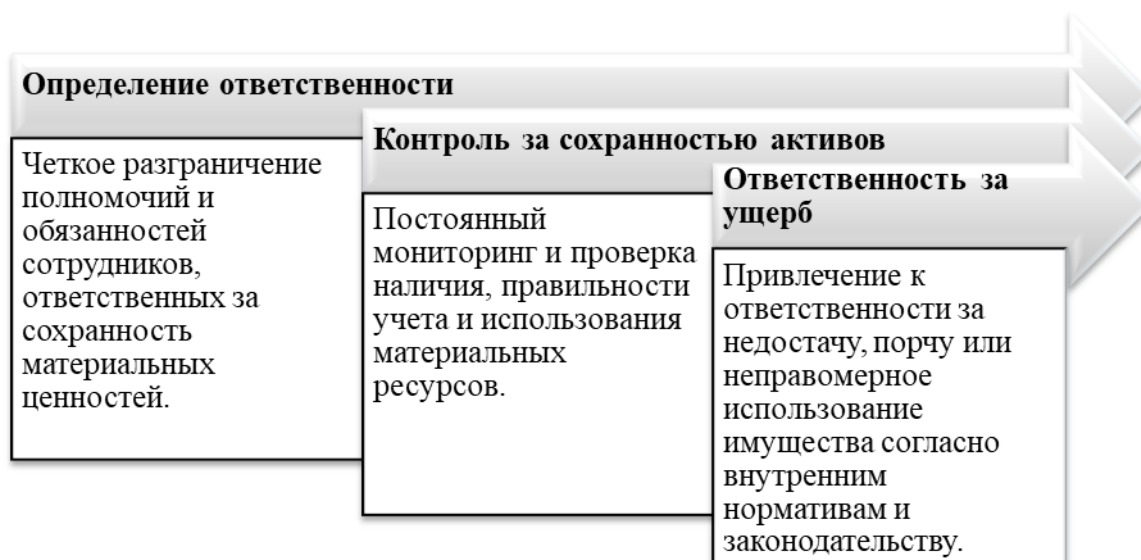 Определение ответственности
Четкое разграничение
полномочий и
обязанностей
сотрудников,
ответственных за
сохранность
материальных
ценностей.
Контроль за сохранностью активов
Постоянный
мониторинг и проверка
наличия, правильности
учета и использования
материальных
ресурсов.
Ответственность за
ущерб
Привлечение к
ответственности за
недостачу, порчу или
неправомерное
использование
имущества согласно
внутренним
нормативам и
законодательству.